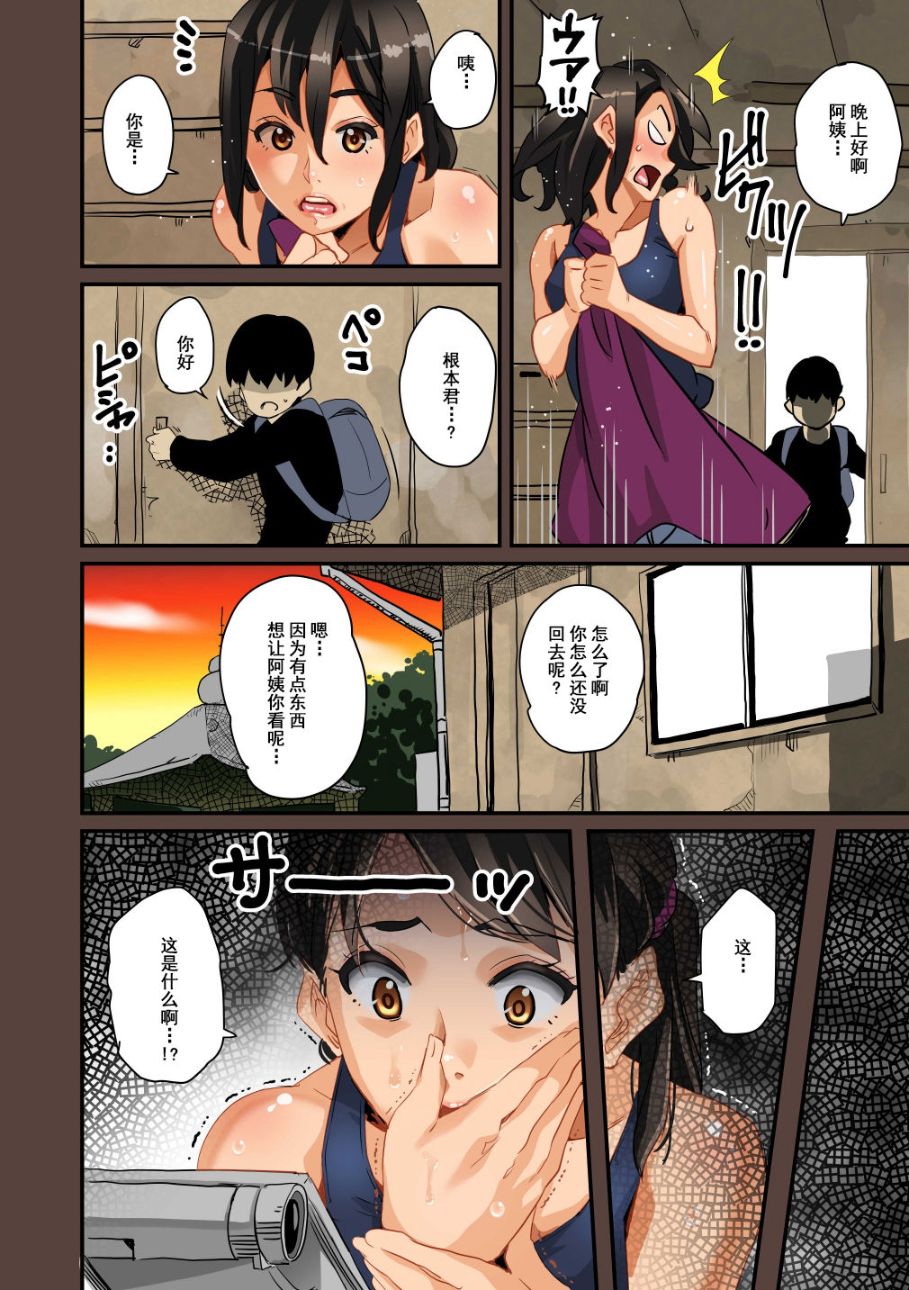 晚上好啊
阿姨…
ビクッ
!!
ウァ
!!
咦…
你是…
根本君…?
ペコ
你好
ピシャ…
怎么了啊
你怎么还没
回去呢?
嗯…
因为有点东西
想让阿姨你看呢…
这…
サーーーッ
这是什么啊…!?